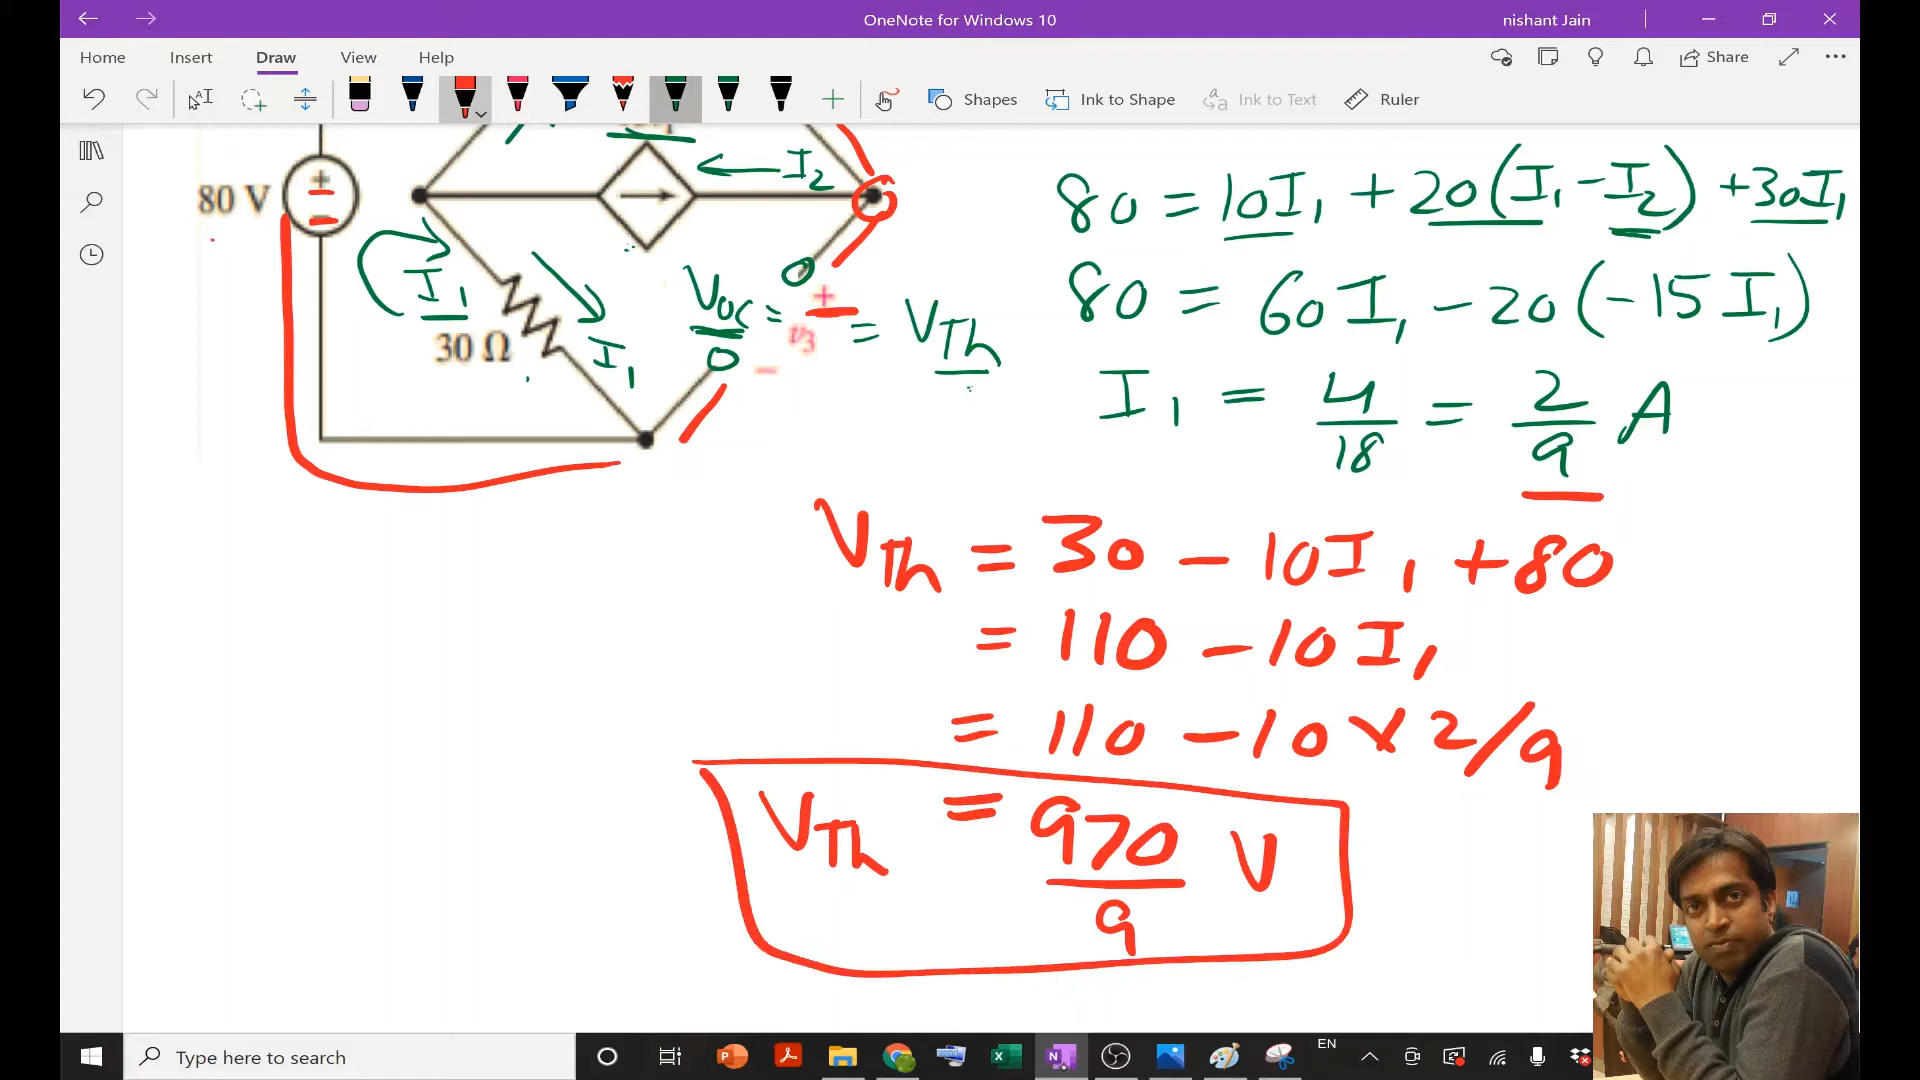 OneNote for Windows 10
nishant Jain
Home Insert Draw View Help
Share
Shapes
Ink to Shape
Ink to Text
Ruler
80 V
+
−
I2
I1
30 Ω
I1
Voc = v3 = VTh
+
−
80 = 10I1 + 20(I1 - I2) + 30I1
80 = 60I1 - 20(-15I1)
I1 = 4/18 = 2/9 A
VTh = 30 - 10I1 + 80
= 110 - 10I1
= 110 - 10 × 2/9
VTh = 970/9 V
Type here to search
EN